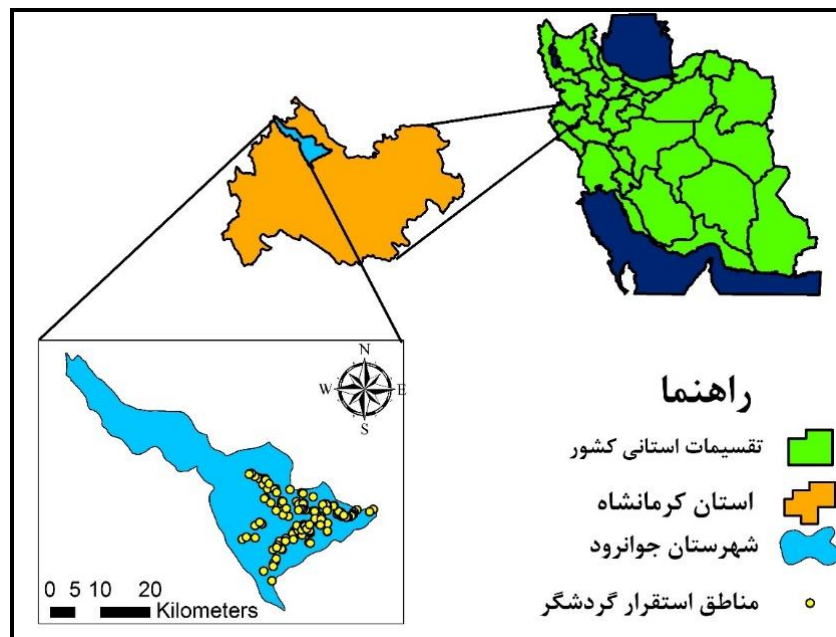 N
W E
S
0 5 10 20
Kilometers
راهنما
تقسیمات استانی کشور
استان کرمانشاه
شهرستان جوانرود
مناطق استقرار گردشگر